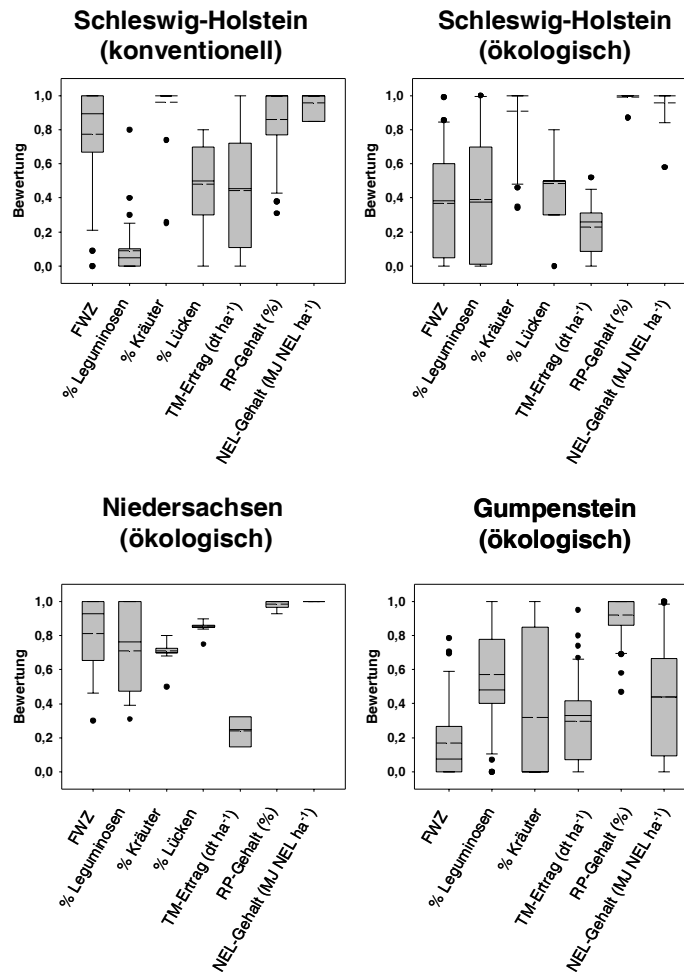 Schleswig-Holstein
(konventionell)
Bewertung
1,0
0,8
0,6
0,4
0,2
0,0
FWZ
% Leguminosen
% Kräuter
% Lücken
TM-Ertrag (dt ha⁻¹)
RP-Gehalt (%)
NEL-Gehalt (MJ NEL ha⁻¹)
Schleswig-Holstein
(ökologisch)
Bewertung
1,0
0,8
0,6
0,4
0,2
0,0
FWZ
% Leguminosen
% Kräuter
% Lücken
TM-Ertrag (dt ha⁻¹)
RP-Gehalt (%)
NEL-Gehalt (MJ NEL ha⁻¹)
Niedersachsen
(ökologisch)
Bewertung
1,0
0,8
0,6
0,4
0,2
0,0
FWZ
% Leguminosen
% Kräuter
% Lücken
TM-Ertrag (dt ha⁻¹)
RP-Gehalt (%)
NEL-Gehalt (MJ NEL ha⁻¹)
Gumpenstein
(ökologisch)
Bewertung
1,0
0,8
0,6
0,4
0,2
0,0
FWZ
% Leguminosen
% Kräuter
TM-Ertrag (dt ha⁻¹)
RP-Gehalt (%)
NEL-Gehalt (MJ NEL ha⁻¹)